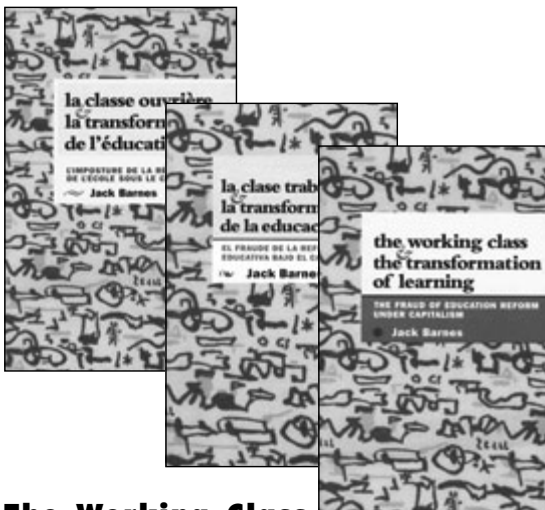 la classe ouvrière
&
la transform
de l'éducati
L'IMPOSTURE DE LA RE
DE L'ÉCOLE SOUS LE C
Jack Barnes
la clase trab
&
la transform
de la educac
EL FRAUDE DE LA REF
EDUCATIVA BAJO EL C
Jack Barne
the working class
&
the transformation
of learning
THE FRAUD OF EDUCATION REFORM
UNDER CAPITALISM
Jack Barnes
The Working Class